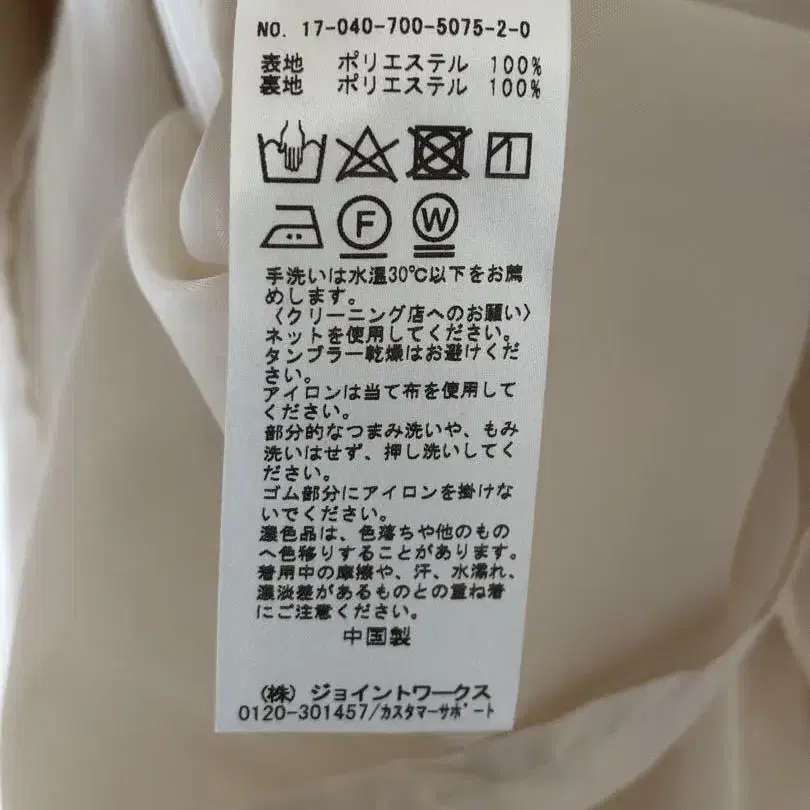 NO. 17-040-700-5075-2-0
表地 ポリエステル 100%
裏地 ポリエステル 100%
F W
手洗いは水温30℃以下をお薦
めします。
〈クリーニング店へのお願い〉
ネットを使用してください。
タンブラー乾燥はお避けくだ
さい。
アイロンは当て布を使用して
ください。
部分的なつまみ洗いや、もみ
洗いはせず、押し洗いしてく
ださい。
ゴム部分にアイロンを掛けな
いでください。
濃色品は、色落ちや他のもの
へ色移りすることがあります。
着用中の摩擦や、汗、水濡れ、
濃淡差があるものとの重ね着
にご注意ください。
中国製
(株) ジョイントワークス
0120-301457/カスタマーサポート